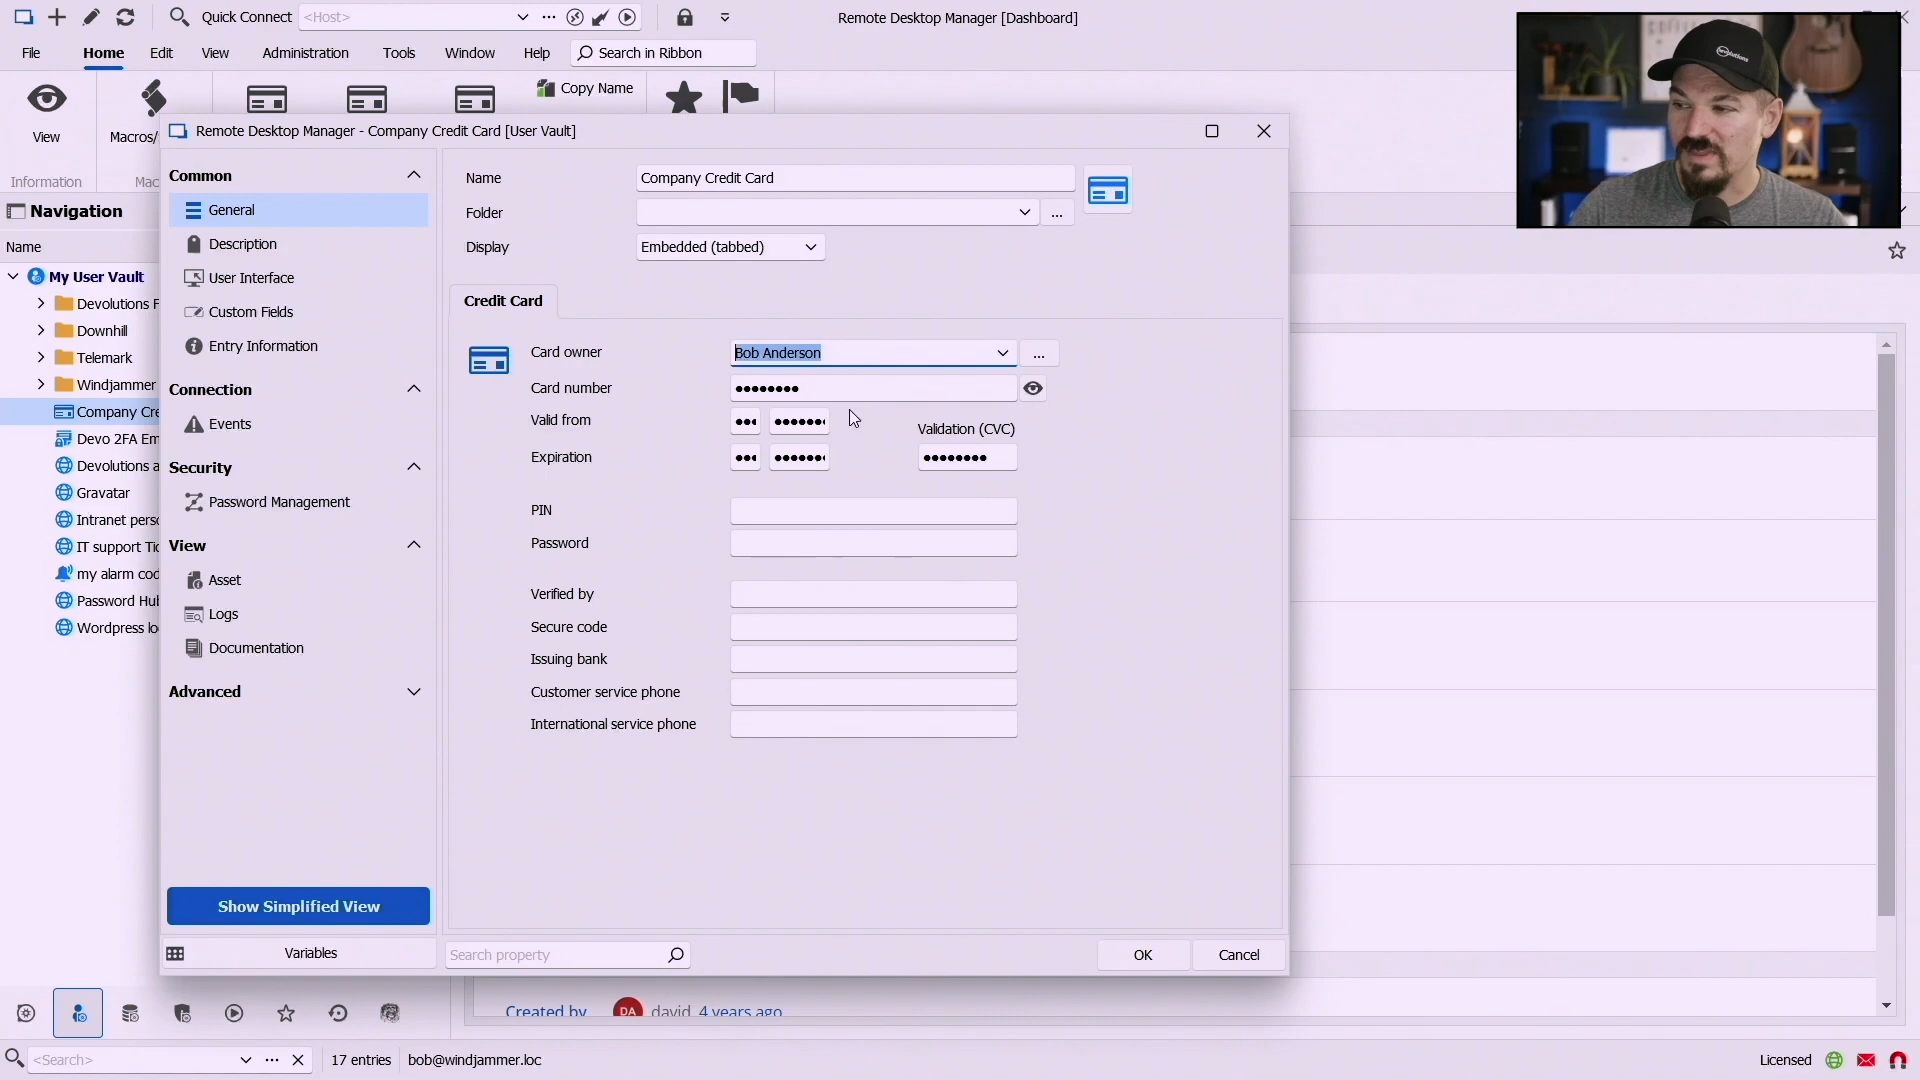 Quick Connect <Host>
Remote Desktop Manager [Dashboard]
File Home Edit View Administration Tools Window Help Search in Ribbon
Copy Name
View Macros/
Information Mac
Remote Desktop Manager - Company Credit Card [User Vault]
Navigation
Name
My User Vault
Devolutions F
Downhill
Telemark
Windjammer
Company Cre
Devo 2FA Em
Devolutions a
Gravatar
Intranet perso
IT support Tic
my alarm cod
Password Hul
Wordpress lo
Common
General
Description
User Interface
Custom Fields
Entry Information
Connection
Events
Security
Password Management
View
Asset
Logs
Documentation
Advanced
Show Simplified View
Variables
Name Company Credit Card
Folder ...
Display Embedded (tabbed)
Credit Card
Card owner Bob Anderson ...
Card number ••••••••
Valid from
Validation (CVC)
Expiration
PIN
Password
Verified by
Secure code
Issuing bank
Customer service phone
International service phone
Search property
OK Cancel
Created by DA david 4 years ago
<Search> 17 entries bob@windjammer.loc Licensed